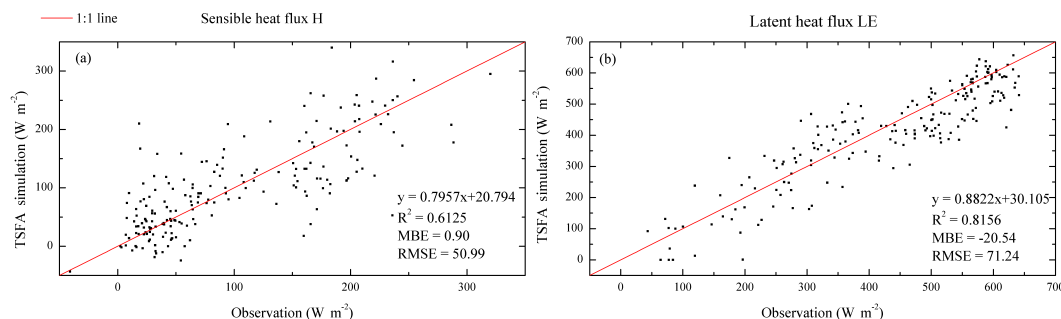 1:1 line
Sensible heat flux H
(a)
TSFA simulation(W m-2)
300
200
100
0
y = 0.7957x+20.794
R2 = 0.6125
MBE = 0.90
RMSE = 50.99
0 100 200 300
Observation(W m-2)
Latent heat flux LE
(b)
TSFA simulation(W m-2)
700
600
500
400
300
200
100
0
y = 0.8822x+30.105
R2 = 0.8156
MBE = -20.54
RMSE = 71.24
0 100 200 300 400 500 600 700
Observation(W m-2)